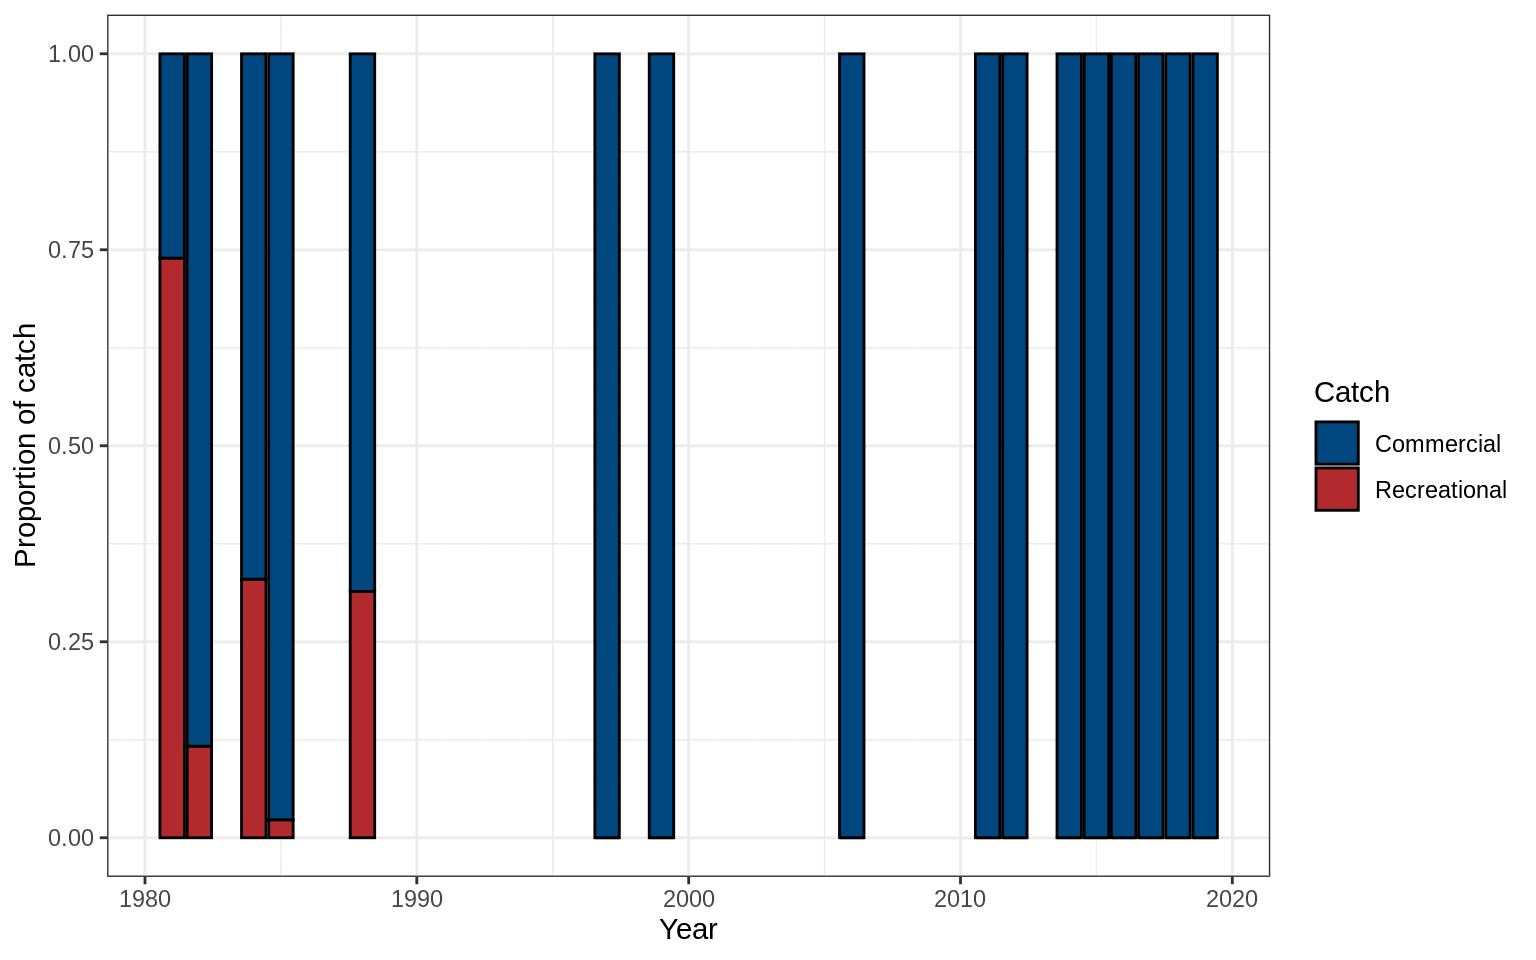 1.00
0.75
0.50
0.25
0.00
Proportion of catch
1980 1990 2000 2010 2020
Year
Catch
Commercial
Recreational